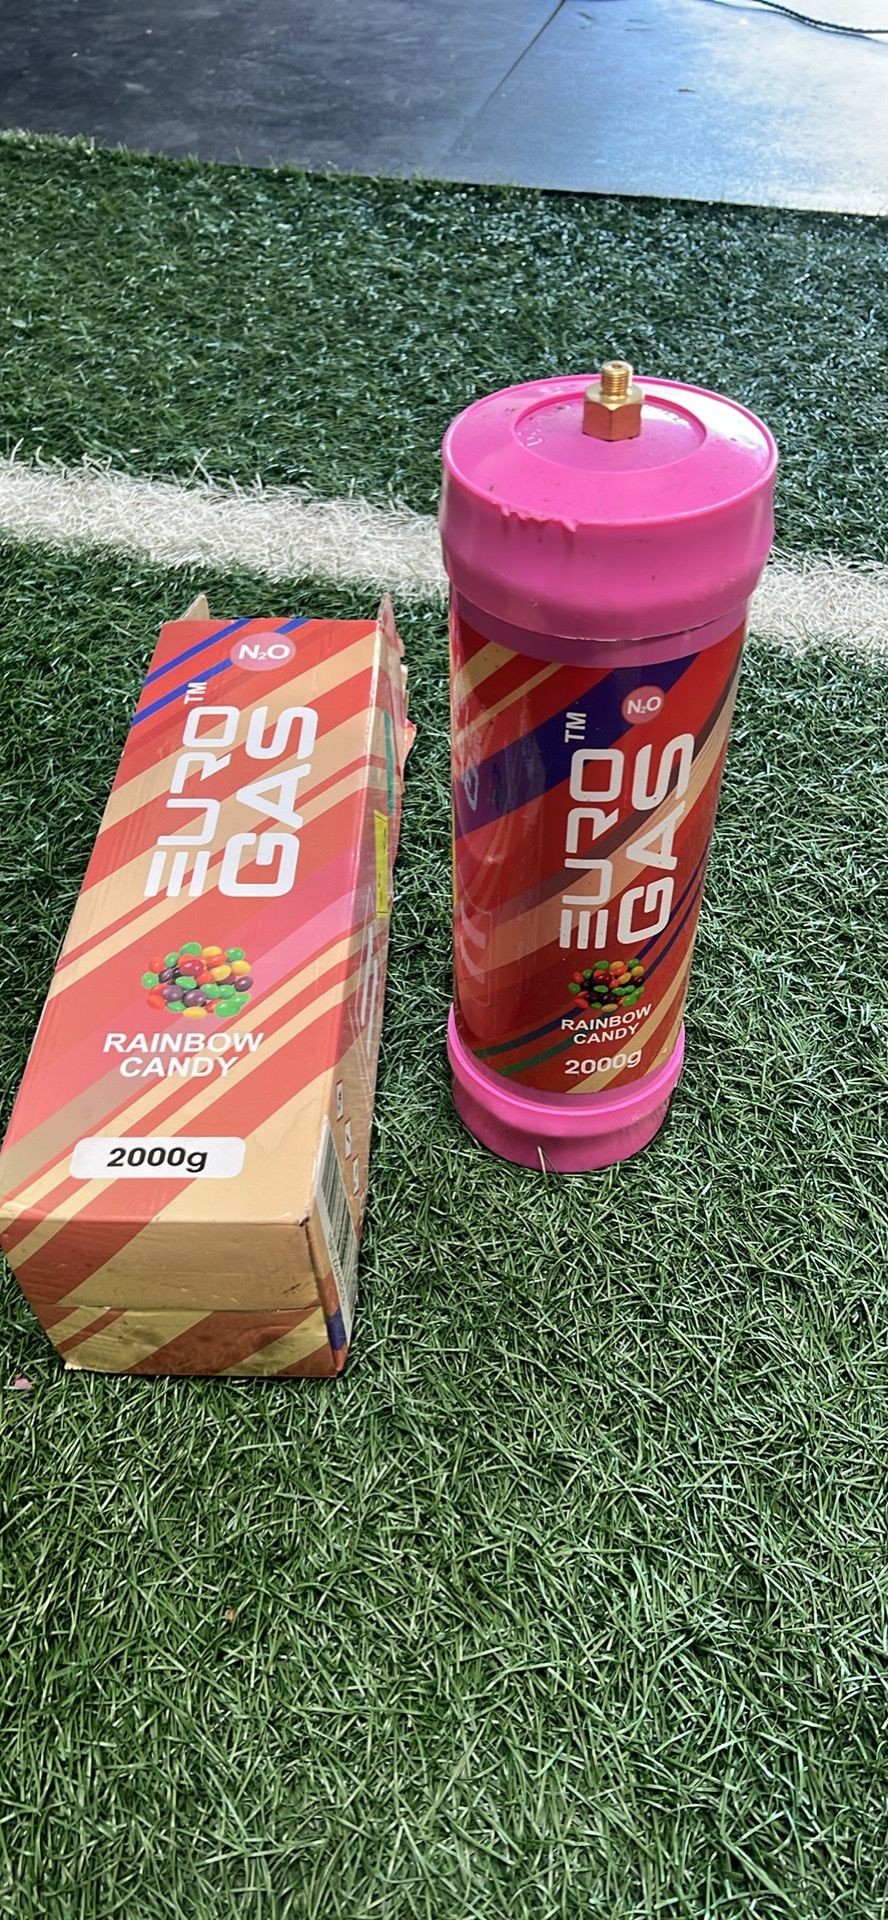 N₂O
EURO™
GAS
RAINBOW
CANDY
2000g
N₂O
EURO™
GAS
RAINBOW
CANDY
2000g